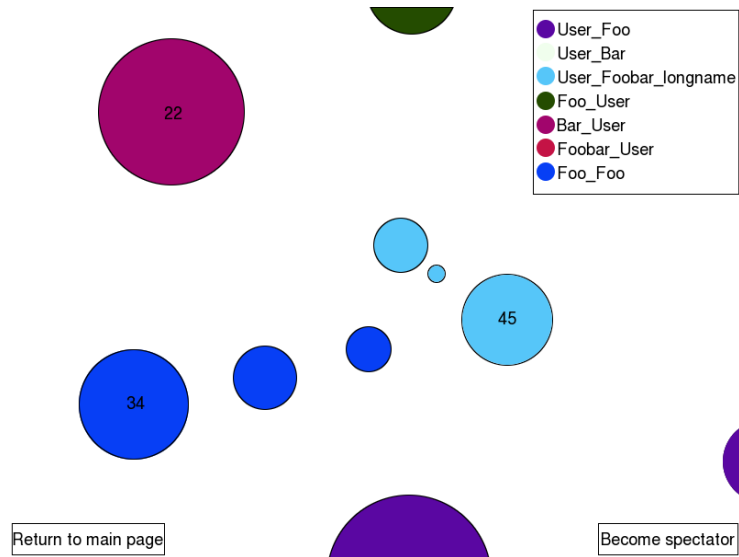 User_Foo
User_Bar
User_Foobar_longname
Foo_User
Bar_User
Foobar_User
Foo_Foo
22
45
34
Return to main page
Become spectator